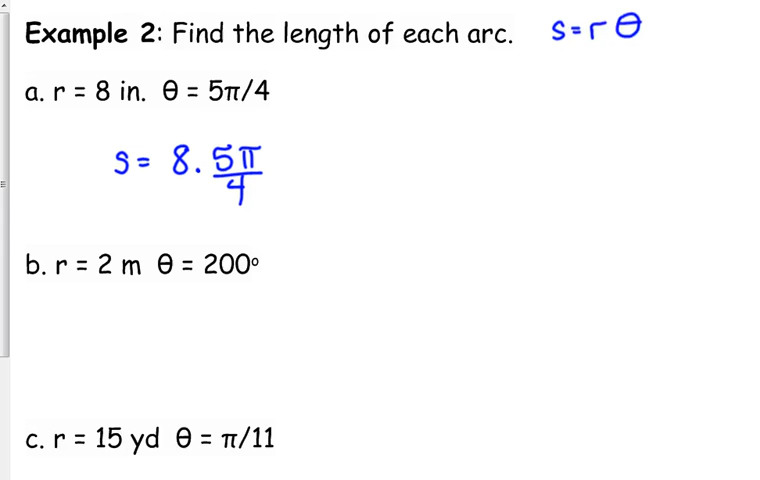 Example 2: Find the length of each arc. s = r θ
a. r = 8 in. θ = 5π/4
s = 8 . 5π/4
b. r = 2 m θ = 200°
c. r = 15 yd θ = π/11